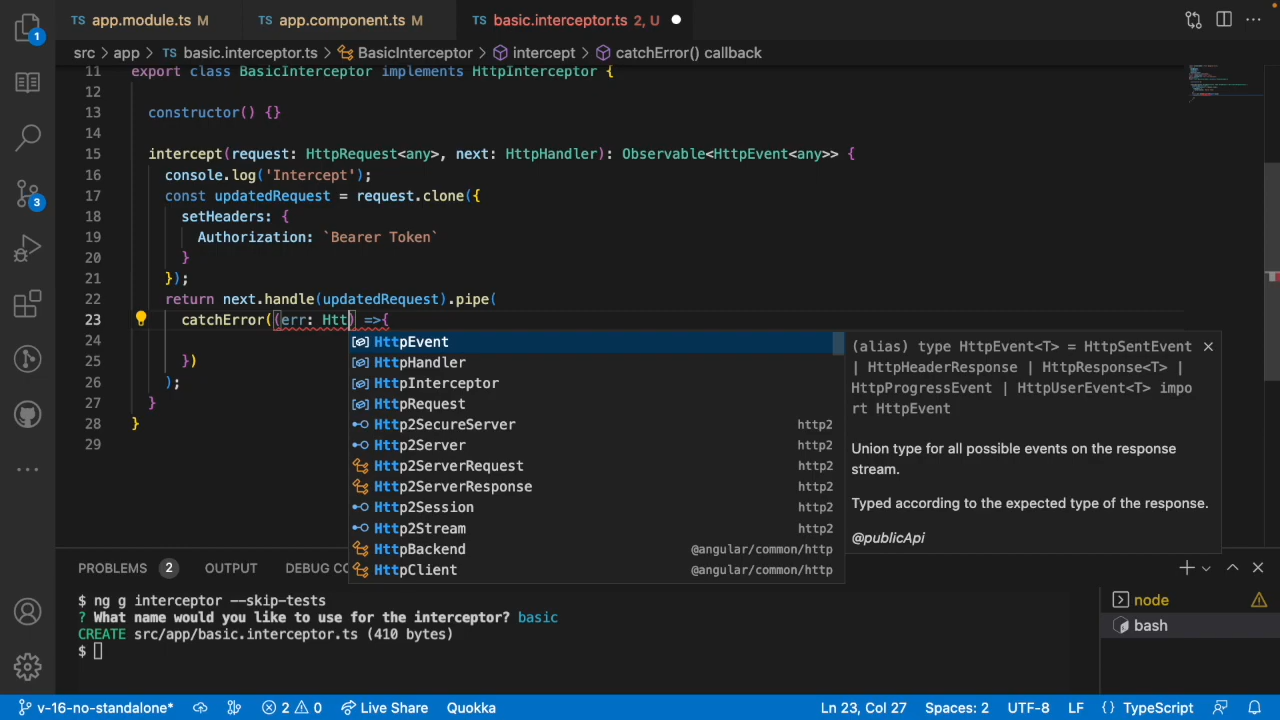 TS app.module.ts M TS app.component.ts M TS basic.interceptor.ts 2, U
src > app > TS basic.interceptor.ts > BasicInterceptor > intercept > catchError() callback
11 export class BasicInterceptor implements HttpInterceptor {
12
13 constructor() {}
14
15 intercept(request: HttpRequest<any>, next: HttpHandler): Observable<HttpEvent<any>> {
16 console.log('Intercept');
17 const updatedRequest = request.clone({
18 setHeaders: {
19 Authorization: `Bearer Token`
20 }
21 });
22 return next.handle(updatedRequest).pipe(
23 catchError((err: Htt) =>{
24
25 })
26 );
27 }
28 }
29
HttpEvent
HttpHandler
HttpInterceptor
HttpRequest
Http2SecureServer http2
Http2Server http2
Http2ServerRequest http2
Http2ServerResponse http2
Http2Session http2
Http2Stream http2
HttpBackend @angular/common/http
HttpClient @angular/common/http
(alias) type HttpEvent<T> = HttpSentEvent
| HttpHeaderResponse | HttpResponse<T> |
HttpProgressEvent | HttpUserEvent<T> impo
rt HttpEvent
Union type for all possible events on the response
stream.
Typed according to the expected type of the response.
@publicApi
1
3
PROBLEMS 2 OUTPUT DEBUG CO
$ ng g interceptor --skip-tests
? What name would you like to use for the interceptor? basic
CREATE src/app/basic.interceptor.ts (410 bytes)
$
node
bash
v-16-no-standalone* 2 0 Live Share Quokka Ln 23, Col 27 Spaces: 2 UTF-8 LF {} TypeScript